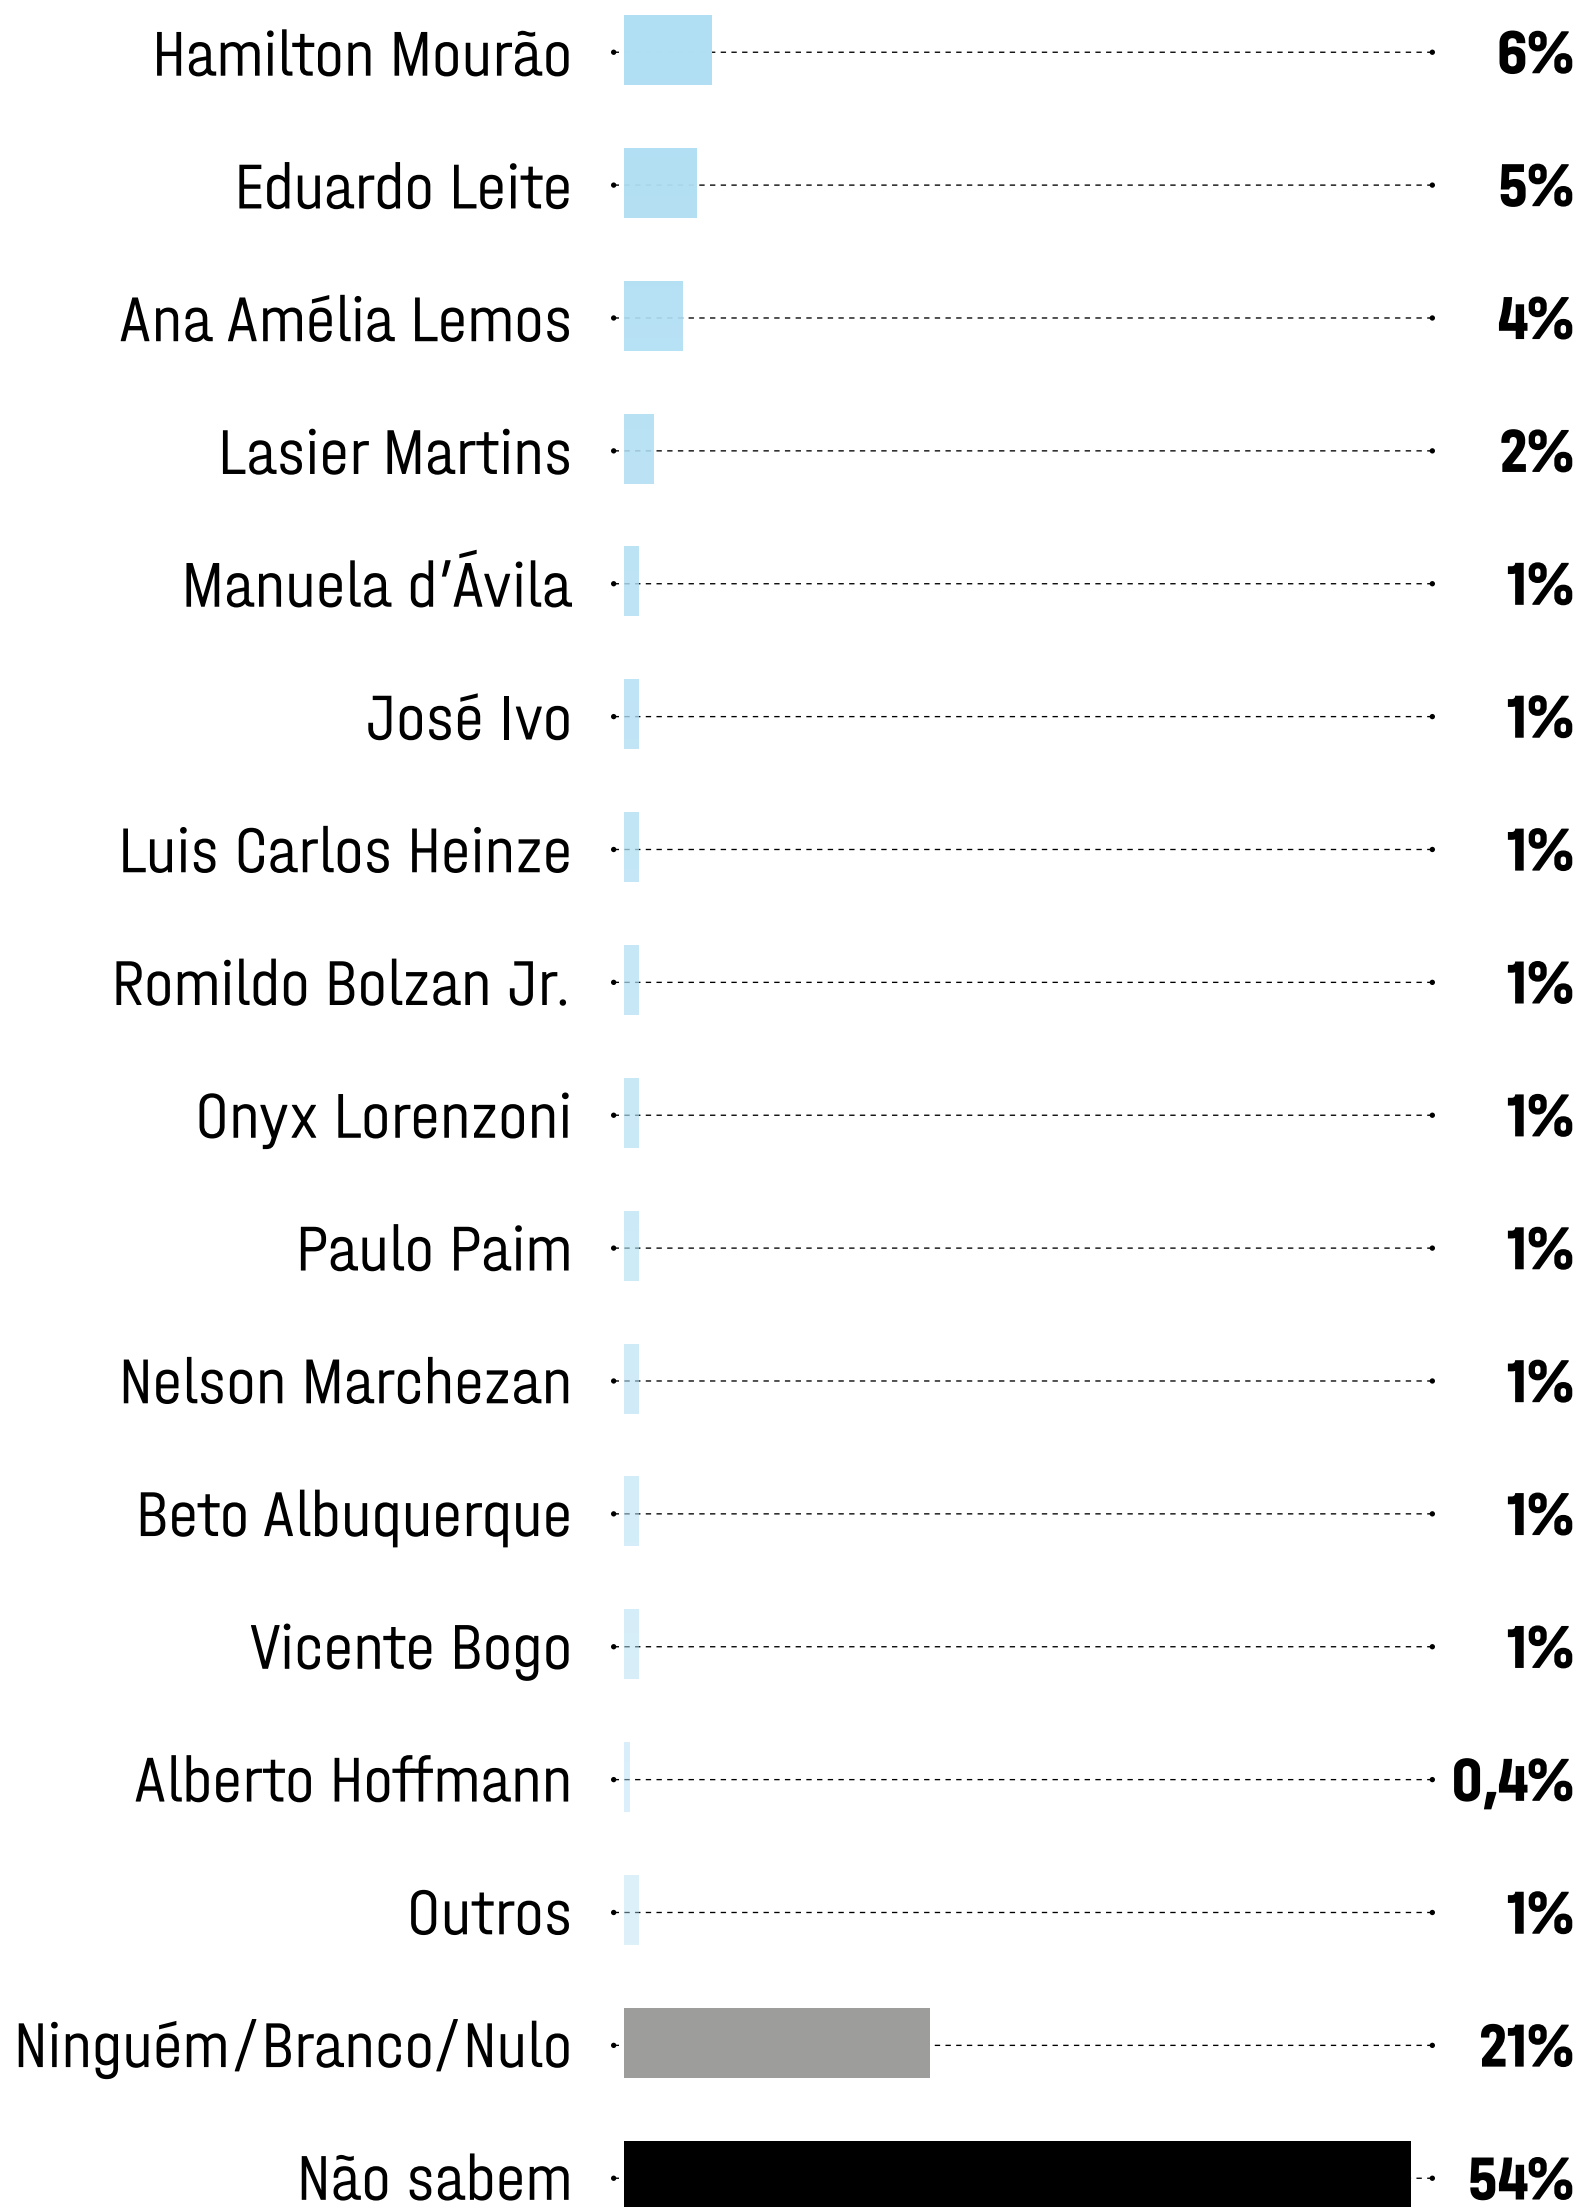 Hamilton Mourão 6%
Eduardo Leite 5%
Ana Amélia Lemos 4%
Lasier Martins 2%
Manuela d’Ávila 1%
José Ivo 1%
Luis Carlos Heinze 1%
Romildo Bolzan Jr. 1%
Onyx Lorenzoni 1%
Paulo Paim 1%
Nelson Marchezan 1%
Beto Albuquerque 1%
Vicente Bogo 1%
Alberto Hoffmann 0,4%
Outros 1%
Ninguém/Branco/Nulo 21%
Não sabem 54%